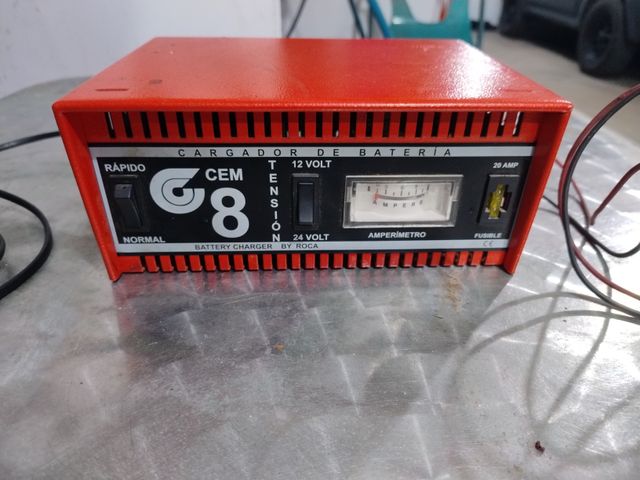 CARGADOR DE BATERÍA
RÁPIDO
NORMAL
CEM
8
TENSIÓN
12 VOLT
24 VOLT
AMPERÍMETRO
20 AMP
FUSIBLE
CE
BATTERY CHARGER BY ROCA